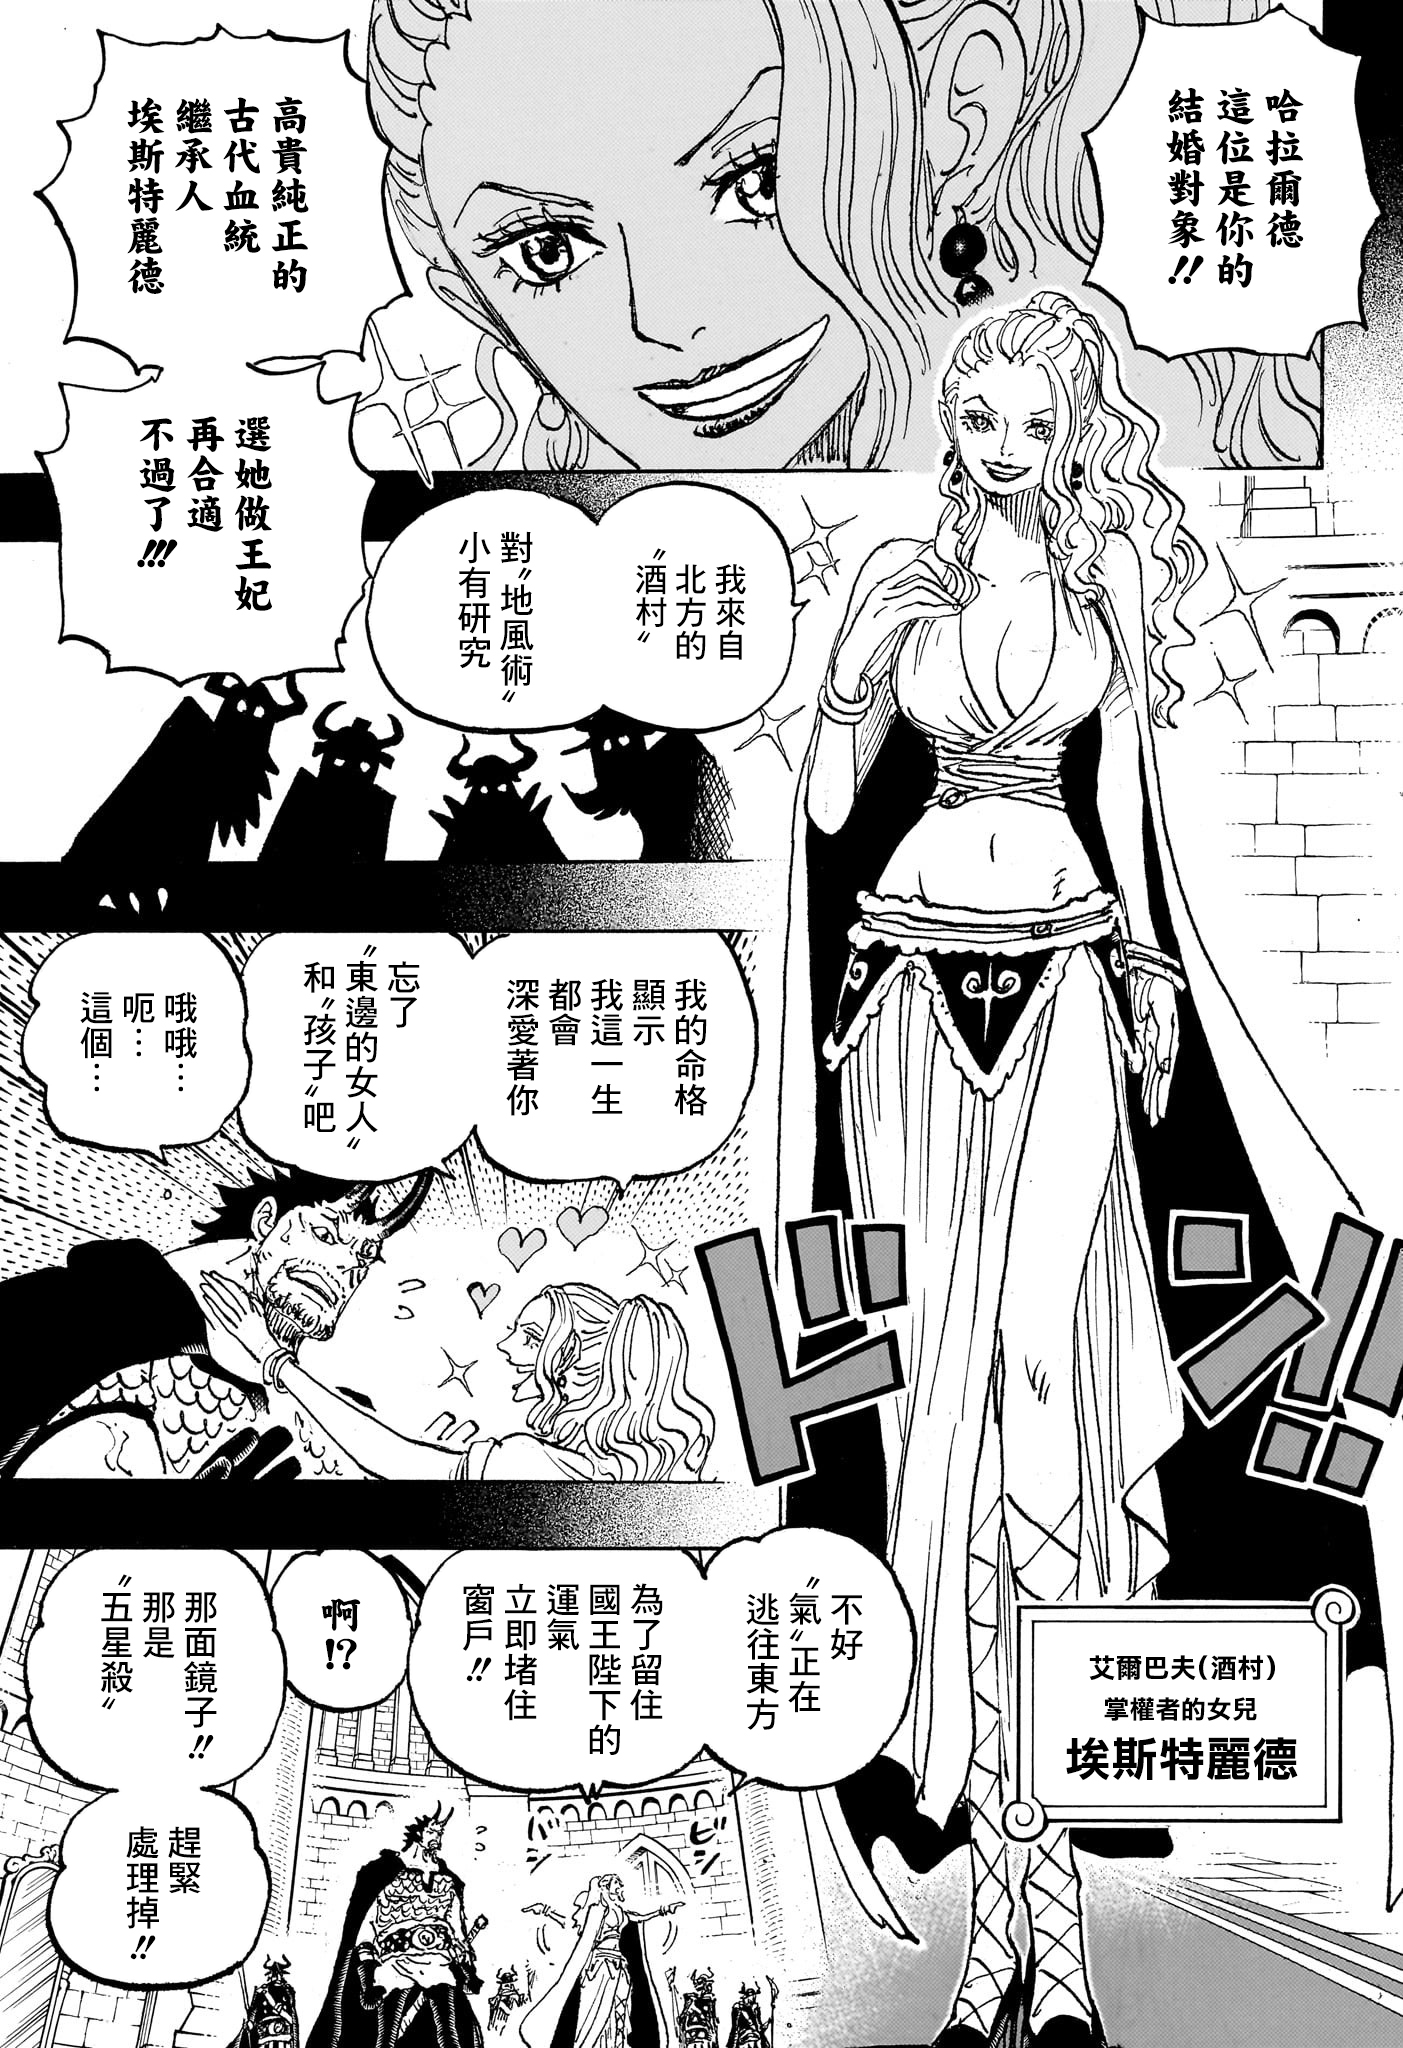 哈拉爾德
這位是你的
結婚對象!!
高貴純正的
古代血統
繼承人
埃斯特麗德
選她做王妃
再合適
不過了!!!
我來自
北方的
“酒村”
對“地風術”
小有研究
ドン!!
艾爾巴夫(酒村)
掌權者的女兒
埃斯特麗德
我的命格
顯示
我這一生
都會
深愛著你
忘了
“東邊的女人”
和“孩子”吧
哦哦…
呃…
這個…
不好
“氣”正在
逃往東方
為了留住
國王陛下的
運氣
立即堵住
窗戶!!
啊!?
那面鏡子!!
那是
“五星殺”
趕緊
處理掉!!
ビシ
バッ